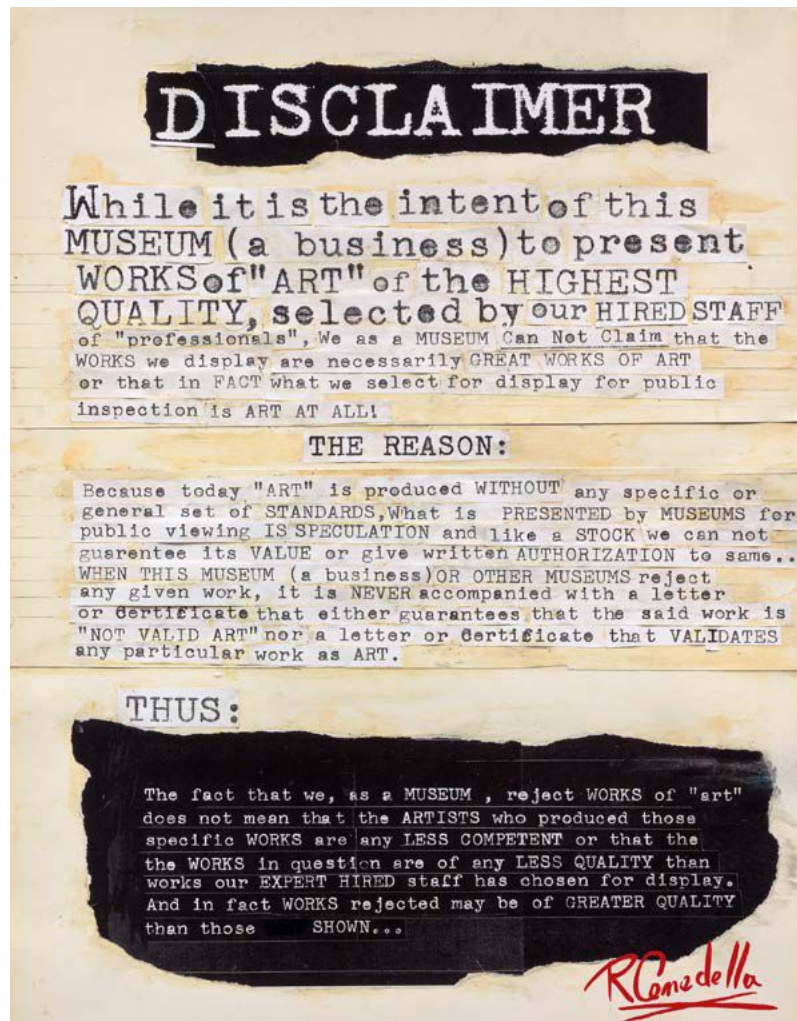 DISCLAIMER
While it is the intent of this
MUSEUM (a business) to present
WORKS of "ART" of the HIGHEST
QUALITY, selected by our HIRED STAFF
of "professionals", We as a MUSEUM Can Not Claim that the
WORKS we display are necessarily GREAT WORKS OF ART
or that in FACT what we select for display for public
inspection is ART AT ALL!
THE REASON:
Because today "ART" is produced WITHOUT any specific or
general set of STANDARDS, What is PRESENTED by MUSEUMS for
public viewing IS SPECULATION and like a STOCK we can not
guarentee its VALUE or give written AUTHORIZATION to same..
WHEN THIS MUSEUM (a business) OR OTHER MUSEUMS reject
any given work, it is NEVER accompanied with a letter
or Certificate that either guarantees that the said work is
"NOT VALID ART" nor a letter or Certificate that VALIDATES
any particular work as ART.
THUS:
The fact that we, as a MUSEUM , reject WORKS of "art"
does not mean that the ARTISTS who produced those
specific WORKS are any LESS COMPETENT or that the
the WORKS in question are of any LESS QUALITY than
works our EXPERT HIRED staff has chosen for display.
And in fact WORKS rejected may be of GREATER QUALITY
than those SHOWN...
RCenedella